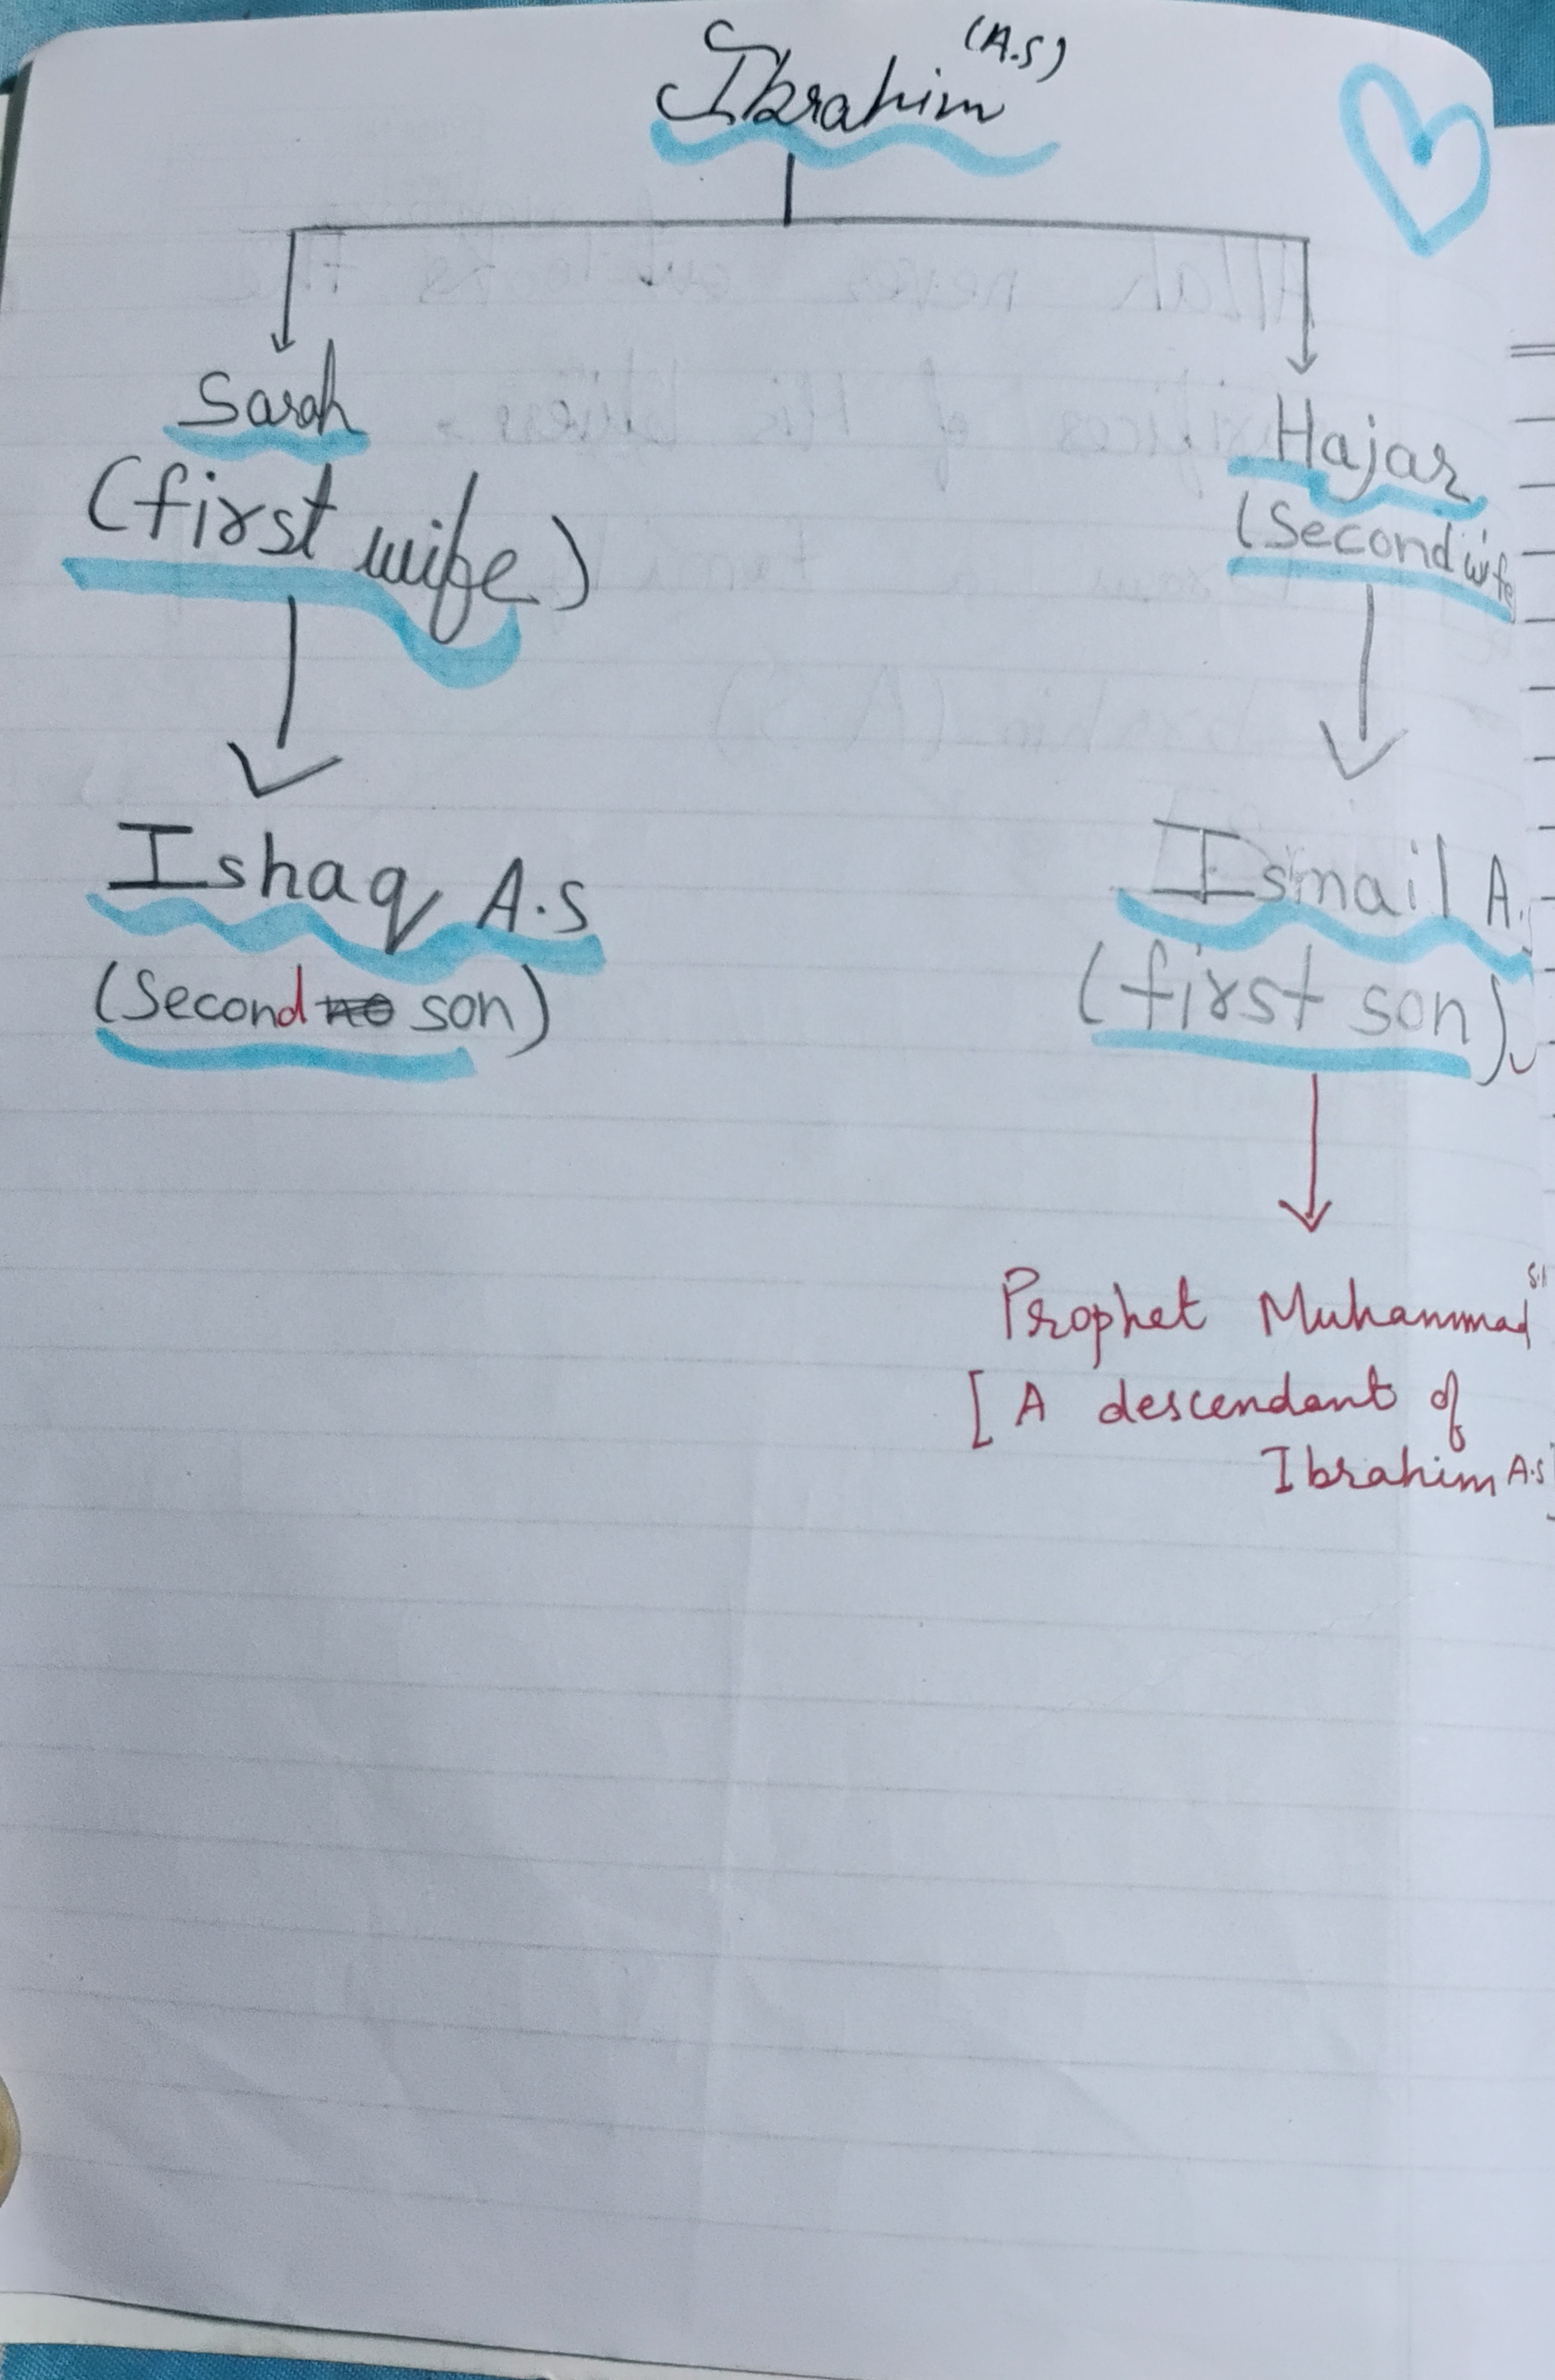 Ibrahim (A.S)
Sarah
(first wife)
Ishaq A.S
(Second son)
Hajar
(Second wife
Ismail A.
(first son)
Prophet Muhammad
[A descendant of
Ibrahim A.S]